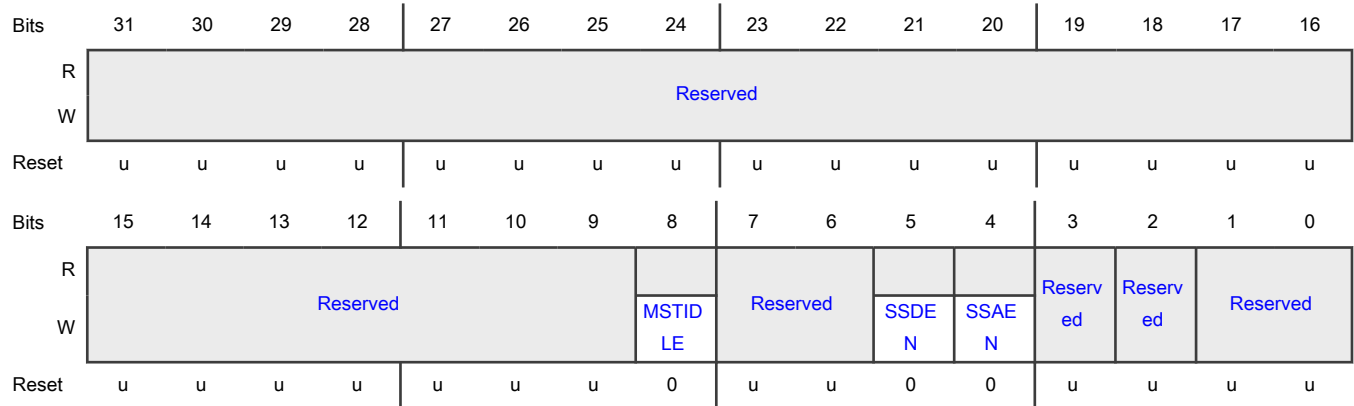 Bits 31 30 29 28 27 26 25 24 23 22 21 20 19 18 17 16
R
Reserved
W
Reset u u u u u u u u u u u u u u u u
Bits 15 14 13 12 11 10 9 8 7 6 5 4 3 2 1 0
R
Reserved MSTID LE Reserved SSDE N SSAE N Reserv ed Reserv ed Reserved
W
Reset u u u u u u u 0 u u 0 0 u u u u